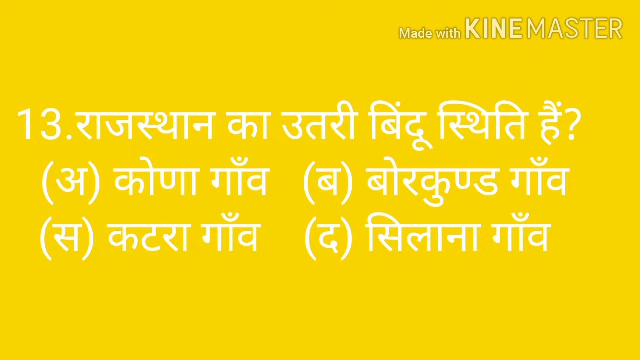 Made with KINEMASTER
13.राजस्थान का उतरी बिंदू स्थिति हैं?
(अ) कोणा गाँव (ब) बोरकुण्ड गाँव
(स) कटरा गाँव (द) सिलाना गाँव